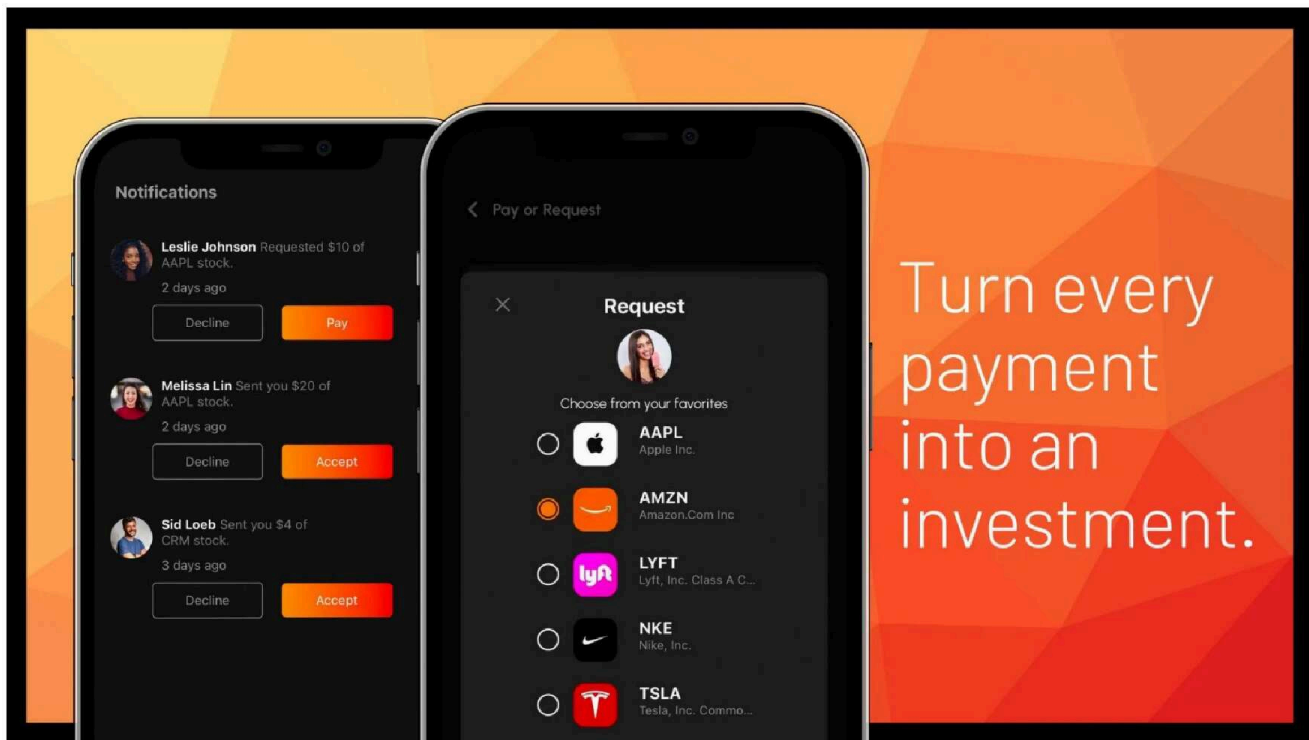 Notifications
Leslie Johnson Requested $10 of
AAPL stock.
2 days ago
Decline
Pay
Melissa Lin Sent you $20 of
AAPL stock.
2 days ago
Decline
Accept
Sid Loeb Sent you $4 of
CRM stock.
3 days ago
Decline
Accept
Pay or Request
Request
Choose from your favorites
AAPL
Apple Inc.
AMZN
Amazon.Com Inc
lyft
LYFT
Lyft, Inc. Class A C...
NKE
Nike, Inc.
TSLA
Tesla, Inc. Commo...
Turn every
payment
into an
investment.